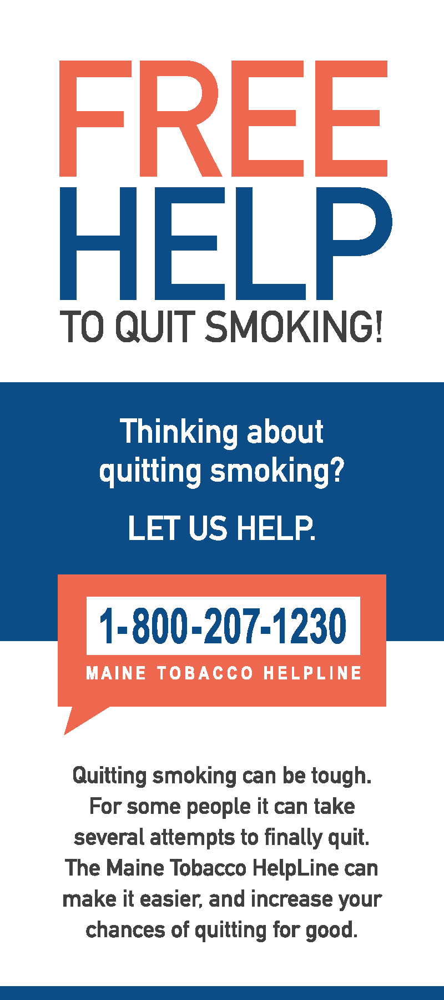 FREE
HELP
TO QUIT SMOKING!
Thinking about
quitting smoking?
LET US HELP.
1-800-207-1230
MAINE TOBACCO HELPLINE
Quitting smoking can be tough.
For some people it can take
several attempts to finally quit.
The Maine Tobacco HelpLine can
make it easier, and increase your
chances of quitting for good.